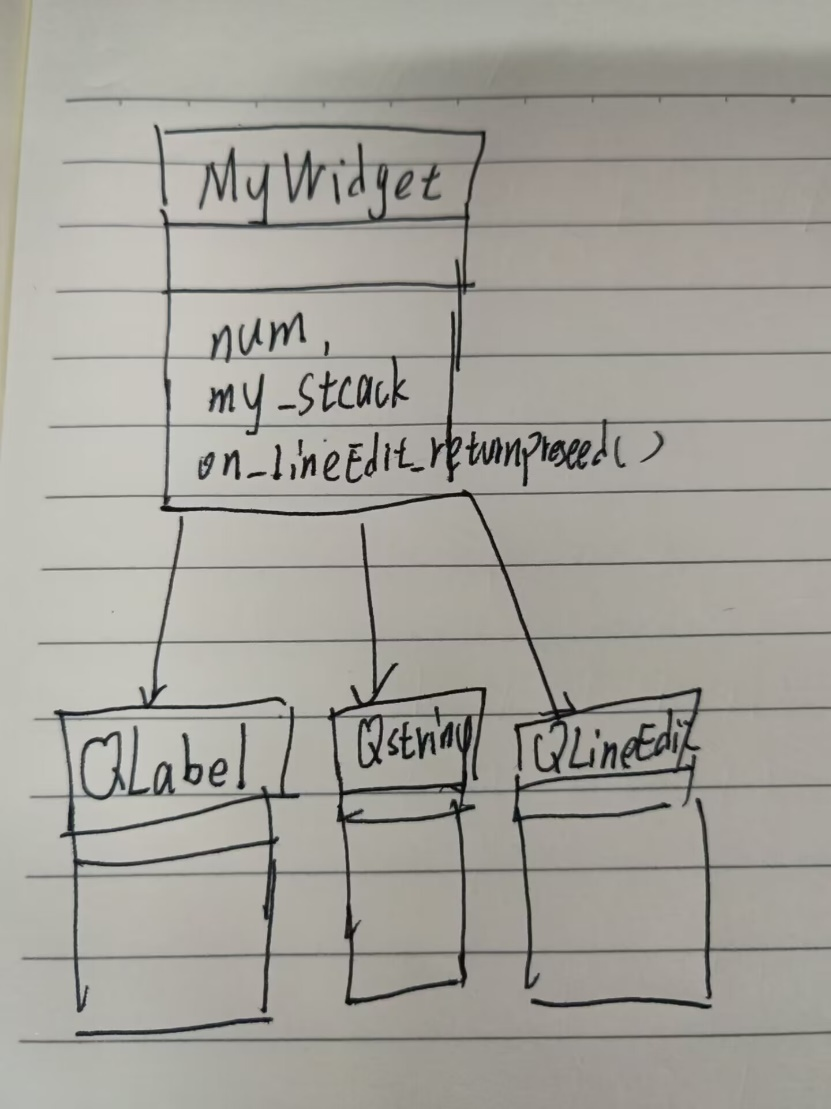 MyWidget
num,
my_stcack
on_lineEdit_returnpreseed()
QLabel
Qstring
QLineEdit